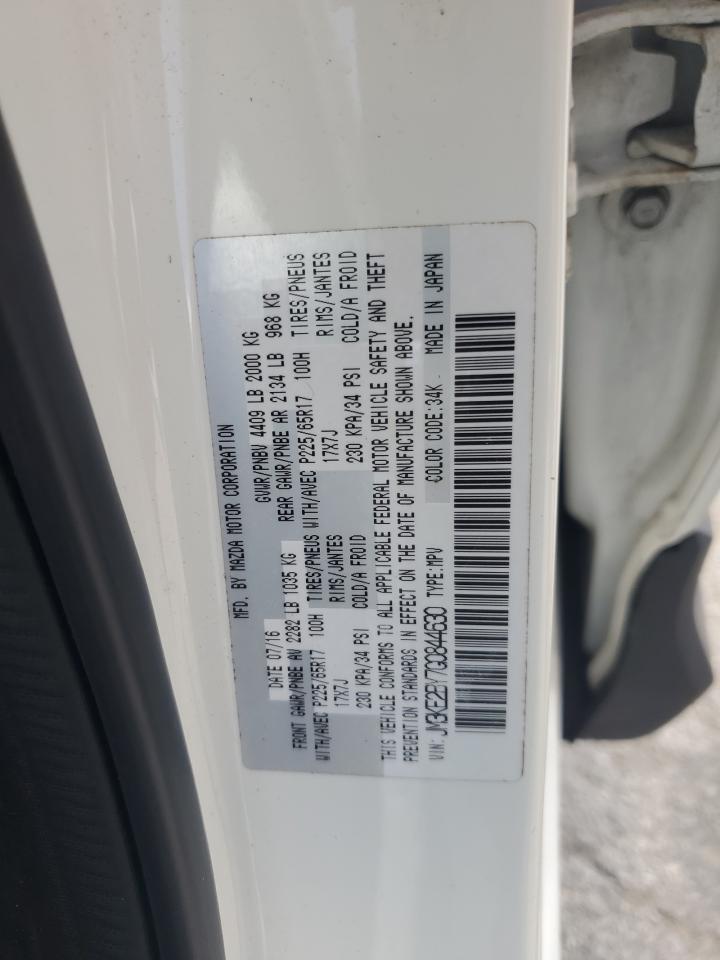 MFD. BY MAZDA MOTOR CORPORATION
DATE 07/16 GVWR/PNBV 4409 LB 2000 KG
FRONT GAWR/PNBE AV 2282 LB 1035 KG REAR GAWR/PNBE AR 2134 LB 968 KG
WITH/AVEC P225/65R17 100H TIRES/PNEUS WITH/AVEC P225/65R17 100H TIRES/PNEUS
17X7J RIMS/JANTES 17X7J RIMS/JANTES
230 KPA/34 PSI COLD/A FROID 230 KPA/34 PSI COLD/A FROID
THIS VEHICLE CONFORMS TO ALL APPLICABLE FEDERAL MOTOR VEHICLE SAFETY AND THEFT
PREVENTION STANDARDS IN EFFECT ON THE DATE OF MANUFACTURE SHOWN ABOVE.
VIN: JM3KE2BY7G0844630 TYPE:MPV COLOR CODE:34K MADE IN JAPAN